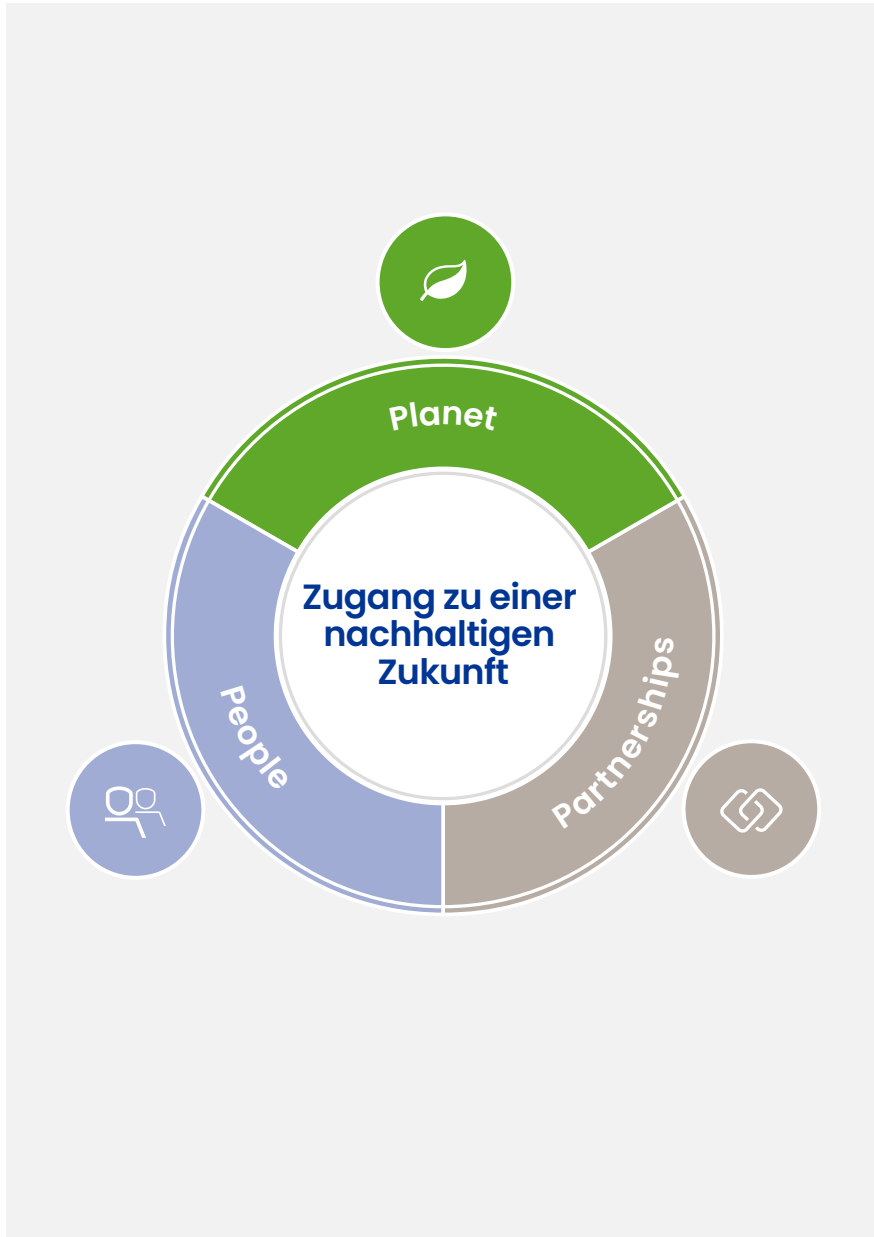 Planet
Zugang zu einer
nachhaltigen
Zukunft
People
Partnerships